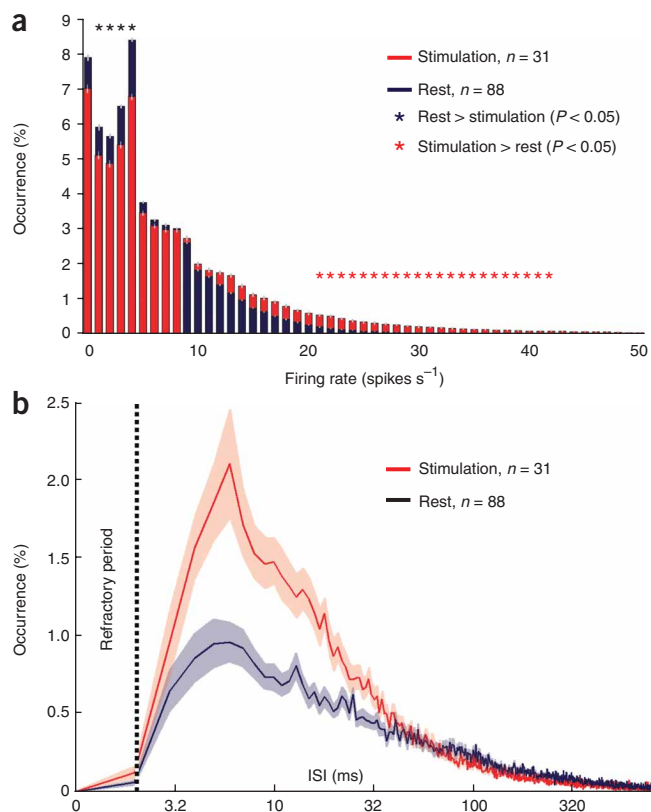 a
9
8
7
6
5
4
3
2
1
0
Occurrence (%)
* * * *
Stimulation, n = 31
Rest, n = 88
* Rest > stimulation (P < 0.05)
* Stimulation > rest (P < 0.05)
**********************
0 10 20 30 40 50
Firing rate (spikes s⁻¹)
b
2.5
2.0
1.5
1.0
0.5
0
Occurrence (%)
Refractory period
Stimulation, n = 31
Rest, n = 88
ISI (ms)
0 3.2 10 32 100 320